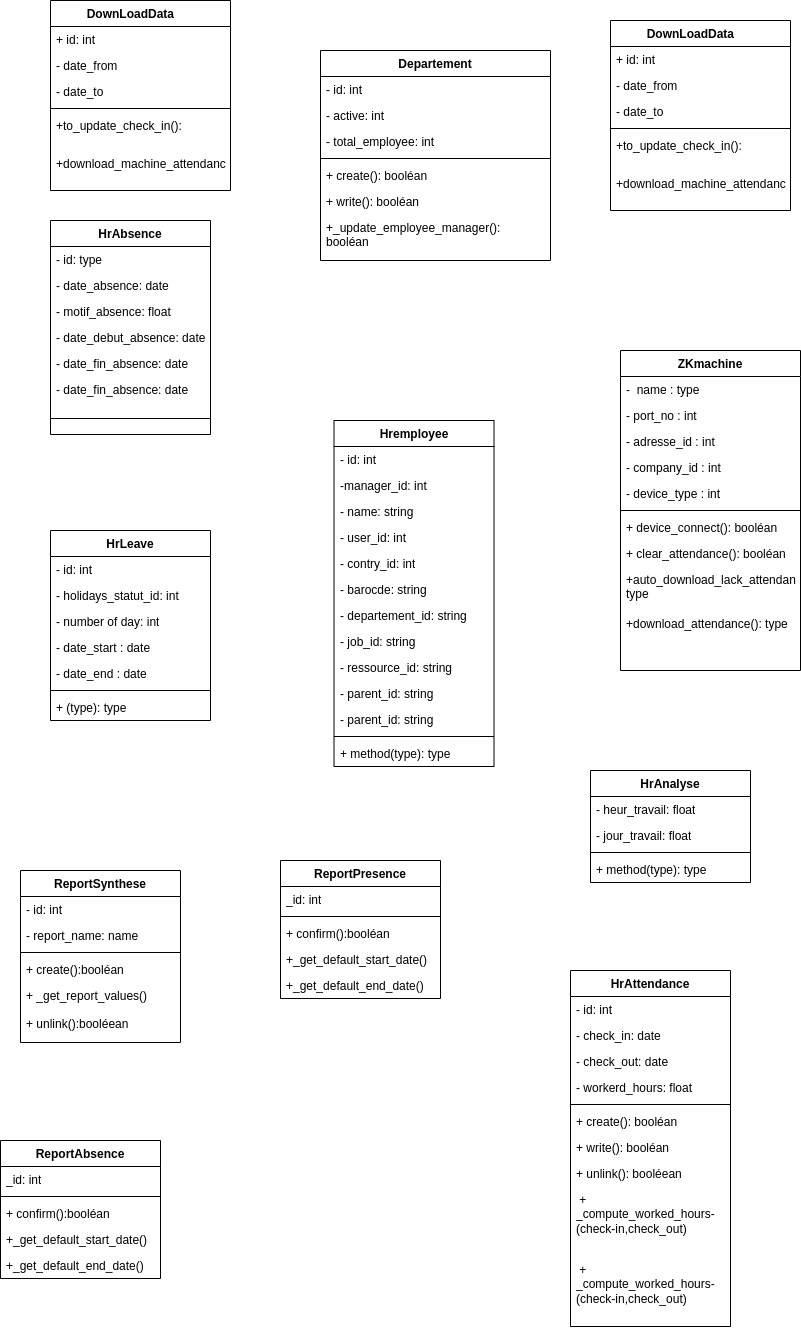 DownLoadData
+ id: int
- date_from
- date_to
+to_update_check_in():
+download_machine_attendanc
Departement
- id: int
- active: int
- total_employee: int
+ create(): booléan
+ write(): booléan
+_update_employee_manager():
booléan
DownLoadData
+ id: int
- date_from
- date_to
+to_update_check_in():
+download_machine_attendanc
HrAbsence
- id: type
- date_absence: date
- motif_absence: float
- date_debut_absence: date
- date_fin_absence: date
- date_fin_absence: date
ZKmachine
-  name : type
- port_no : int
- adresse_id : int
- company_id : int
- device_type : int
+ device_connect(): booléan
+ clear_attendance(): booléan
+auto_download_lack_attendan
type
+download_attendance(): type
Hremployee
- id: int
-manager_id: int
- name: string
- user_id: int
- contry_id: int
- barocde: string
- departement_id: string
- job_id: string
- ressource_id: string
- parent_id: string
- parent_id: string
+ method(type): type
HrLeave
- id: int
- holidays_statut_id: int
- number of day: int
- date_start : date
- date_end : date
+ (type): type
HrAnalyse
- heur_travail: float
- jour_travail: float
+ method(type): type
ReportSynthese
- id: int
- report_name: name
+ create():booléan
+ _get_report_values()
+ unlink():booléean
ReportPresence
_id: int
+ confirm():booléan
+_get_default_start_date()
+_get_default_end_date()
HrAttendance
- id: int
- check_in: date
- check_out: date
- workerd_hours: float
+ create(): booléan
+ write(): booléan
+ unlink(): booléean
+
_compute_worked_hours-
(check-in,check_out)
+
_compute_worked_hours-
(check-in,check_out)
ReportAbsence
_id: int
+ confirm():booléan
+_get_default_start_date()
+_get_default_end_date()